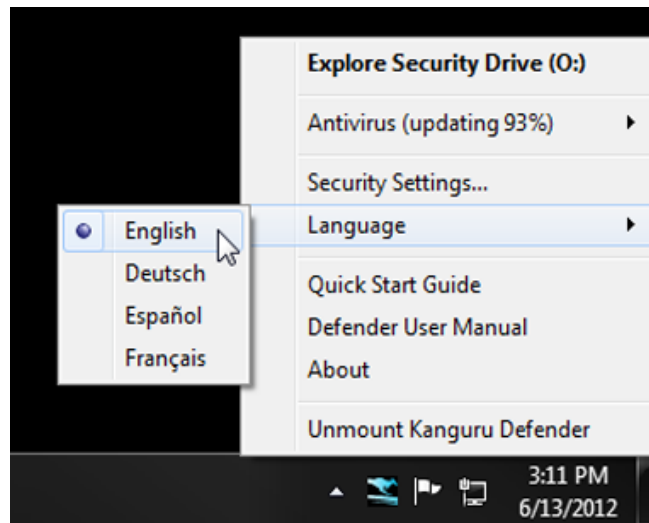 Explore Security Drive (O:)
Antivirus (updating 93%)
Security Settings...
Language
English
Deutsch
Español
Français
Quick Start Guide
Defender User Manual
About
Unmount Kanguru Defender
3:11 PM
6/13/2012